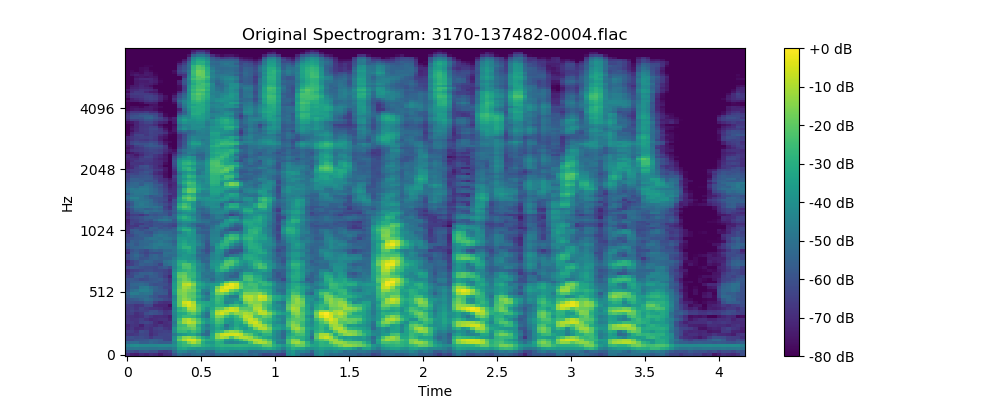 Original Spectrogram: 3170-137482-0004.flac
+0 dB
4096
-10 dB
-20 dB
2048
-30 dB
Hz
-40 dB
1024
-50 dB
512
-60 dB
-70 dB
0
-80 dB
0 0.5 1 1.5 2 2.5 3 3.5 4
Time